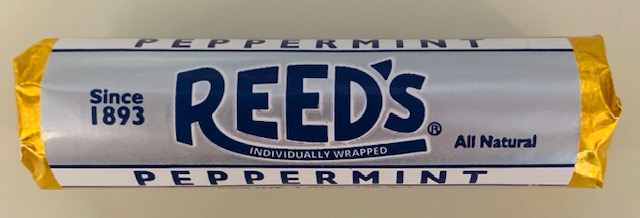 PEPPERMINT
Since
1893
REED'S®
INDIVIDUALLY WRAPPED
All Natural
PEPPERMINT